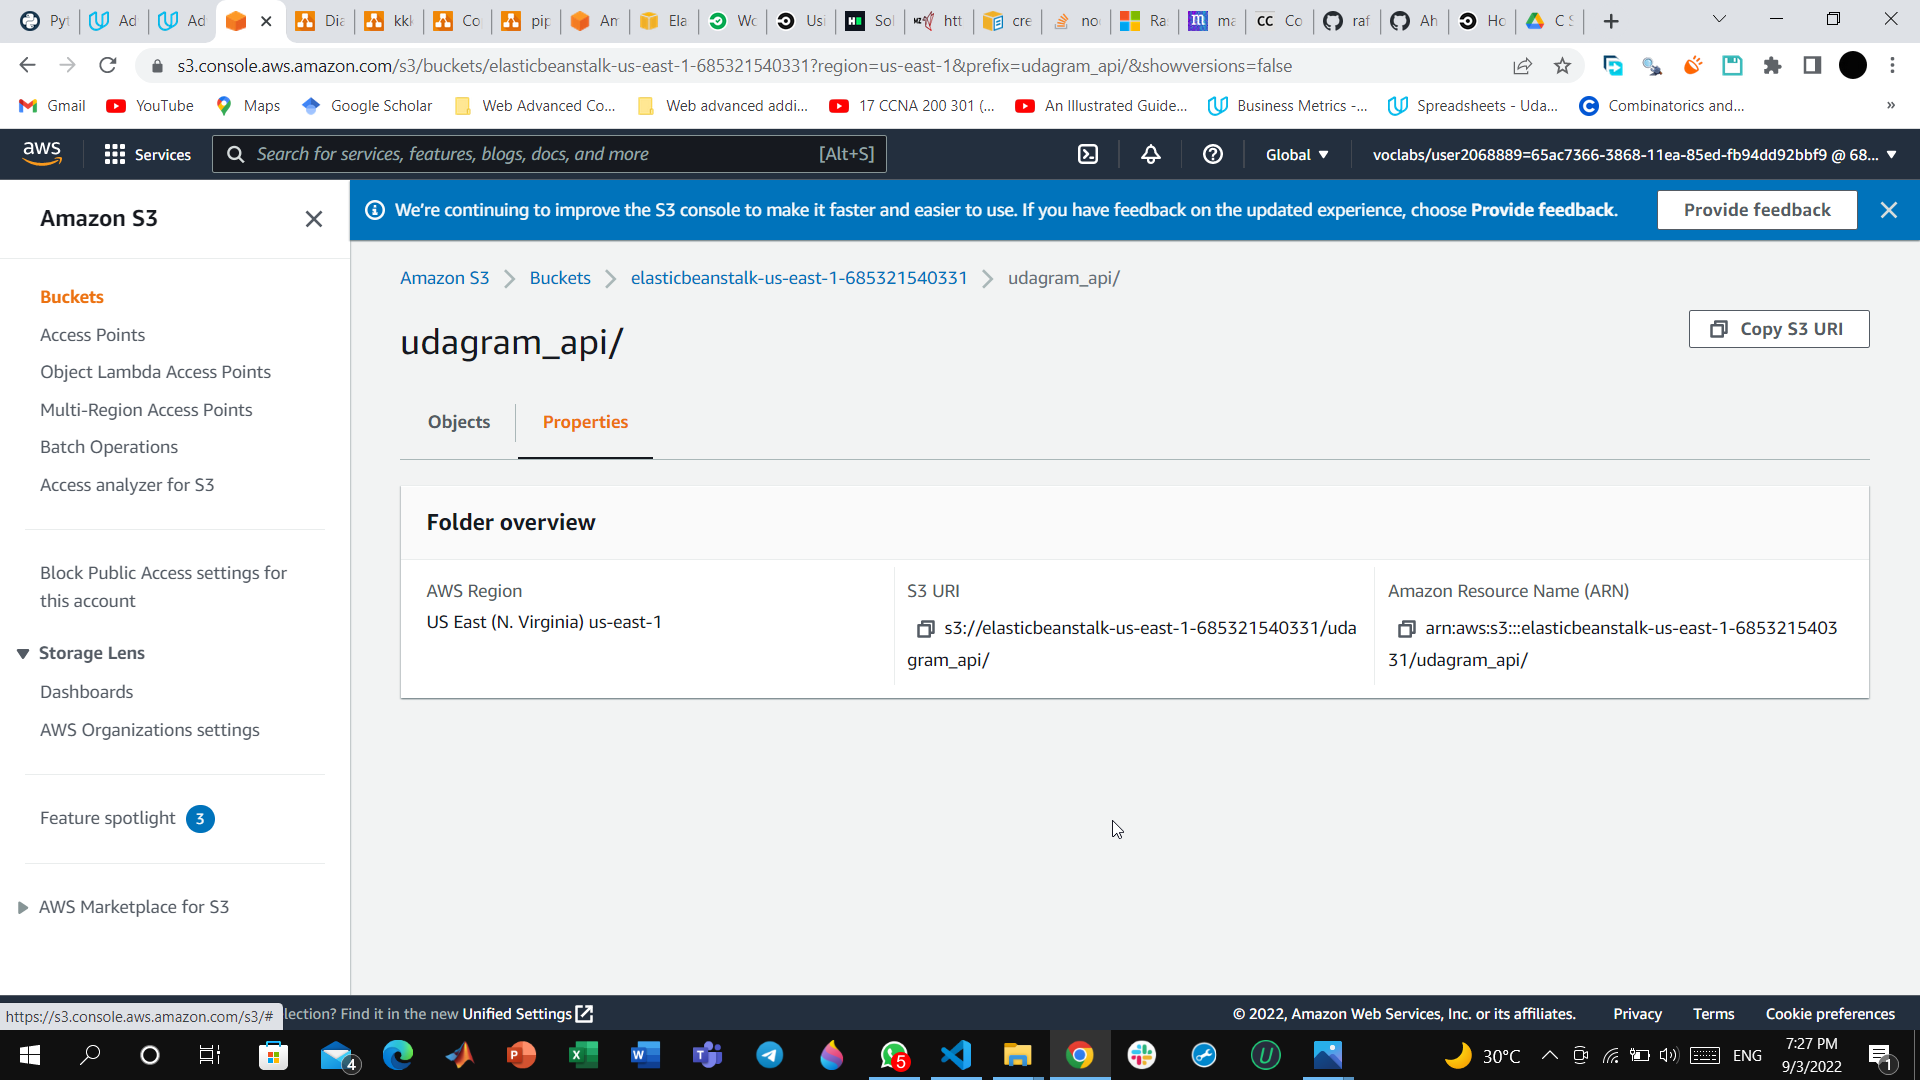 Pyt
Ad
Ad
Dia
kkk
Co
pip
Am
Ela
Wo
Usi
Sol
htt
cre
noc
Ras
ma
CC Co
raf
Ah
Ho
C S
s3.console.aws.amazon.com/s3/buckets/elasticbeanstalk-us-east-1-685321540331?region=us-east-1&prefix=udagram_api/&showversions=false
Gmail
YouTube
Maps
Google Scholar
Web Advanced Co...
Web advanced addi...
17 CCNA 200 301 (...
An Illustrated Guide...
Business Metrics -...
Spreadsheets - Uda...
Combinatorics and...
»
aws
Services
Search for services, features, blogs, docs, and more
[Alt+S]
Global
voclabs/user2068889=65ac7366-3868-11ea-85ed-fb94dd92bbf9 @ 68...
Amazon S3
We're continuing to improve the S3 console to make it faster and easier to use. If you have feedback on the updated experience, choose Provide feedback.
Provide feedback
Buckets
Access Points
Object Lambda Access Points
Multi-Region Access Points
Batch Operations
Access analyzer for S3
Block Public Access settings for
this account
Storage Lens
Dashboards
AWS Organizations settings
Feature spotlight 3
AWS Marketplace for S3
Amazon S3
Buckets
elasticbeanstalk-us-east-1-685321540331
udagram_api/
udagram_api/
Copy S3 URI
Objects
Properties
Folder overview
AWS Region
US East (N. Virginia) us-east-1
S3 URI
s3://elasticbeanstalk-us-east-1-685321540331/uda
gram_api/
Amazon Resource Name (ARN)
arn:aws:s3:::elasticbeanstalk-us-east-1-6853215403
31/udagram_api/
https://s3.console.aws.amazon.com/s3/#
lection? Find it in the new Unified Settings
© 2022, Amazon Web Services, Inc. or its affiliates.
Privacy
Terms
Cookie preferences
4
5
30°C
ENG
7:27 PM
9/3/2022
1